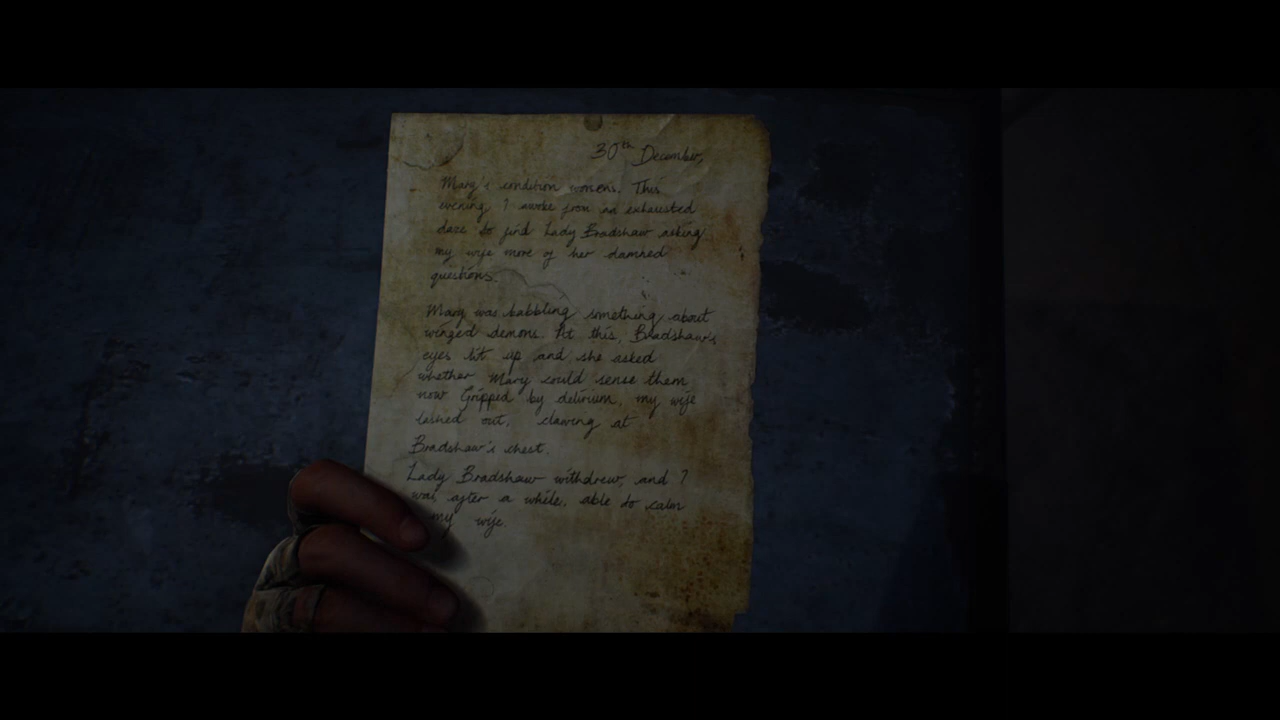 30th December,
Mary's condition worsens. This
evening, I awoke from an exhausted
daze to find Lady Bradshaw asking
my wife more of her damned
questions.
Mary was babbling something about
winged demons. At this, Bradshaw's
eyes lit up and she asked
whether Mary could sense them
now Gripped by delirium, my wife
lashed out, clawing at
Bradshaw's chest.
Lady Bradshaw withdrew, and I
was, after a while, able to calm
my wife.